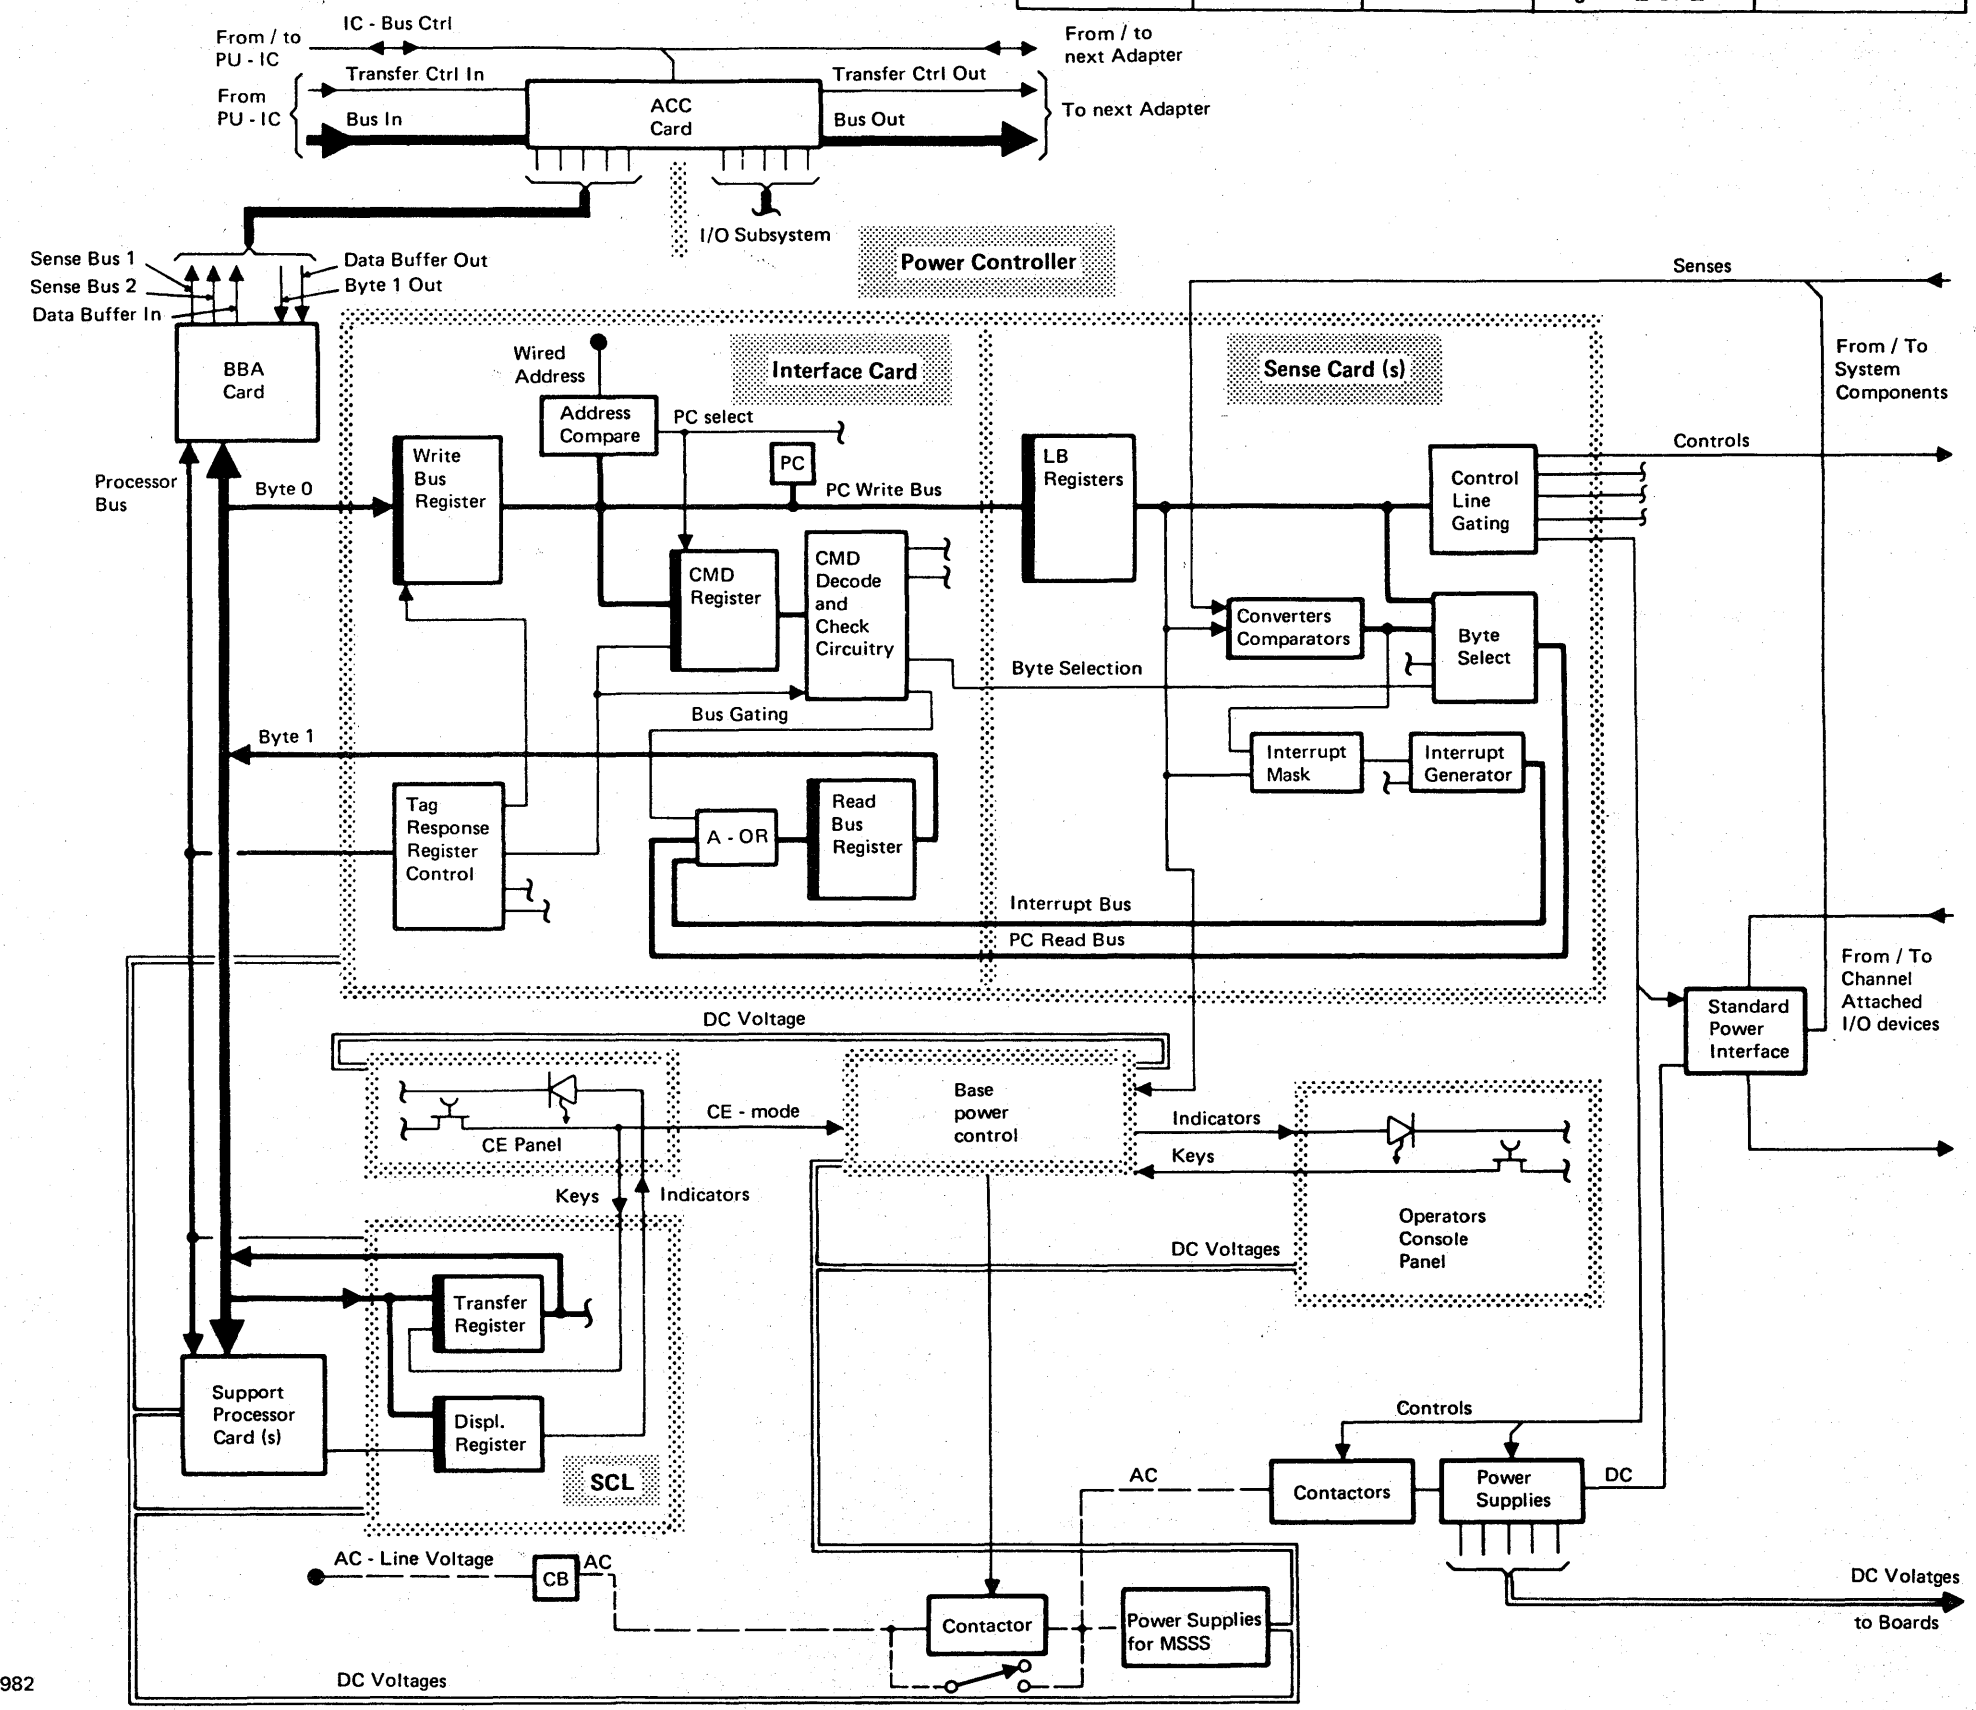 IC - Bus Ctrl
From / to
PU - IC
From / to
next Adapter
Transfer Ctrl In
Transfer Ctrl Out
From
PU - IC
ACC
Card
To next Adapter
Bus In
Bus Out
I/O Subsystem
Power Controller
Sense Bus 1
Sense Bus 2
Data Buffer In
Data Buffer Out
Byte 1 Out
Senses
BBA
Card
Wired
Address
Interface Card
Sense Card (s)
From / To
System
Components
Address
Compare
PC select
Controls
Write
Bus
Register
PC
LB
Registers
Control
Line
Gating
Processor
Bus
Byte 0
PC Write Bus
CMD
Register
CMD
Decode
and
Check
Circuitry
Converters
Comparators
Byte
Select
Byte Selection
Bus Gating
Byte 1
Interrupt
Mask
Interrupt
Generator
Tag
Response
Register
Control
A - OR
Read
Bus
Register
Interrupt Bus
PC Read Bus
From / To
Channel
Attached
I/O devices
Standard
Power
Interface
DC Voltage
CE Panel
CE - mode
Base
power
control
Indicators
Keys
Keys
Indicators
Operators
Console
Panel
DC Voltages
Transfer
Register
Support
Processor
Card (s)
Displ.
Register
SCL
Controls
AC
Contactors
Power
Supplies
DC
AC - Line Voltage
CB
AC
Contactor
Power Supplies
for MSSS
DC Volatges
to Boards
DC Voltages
982